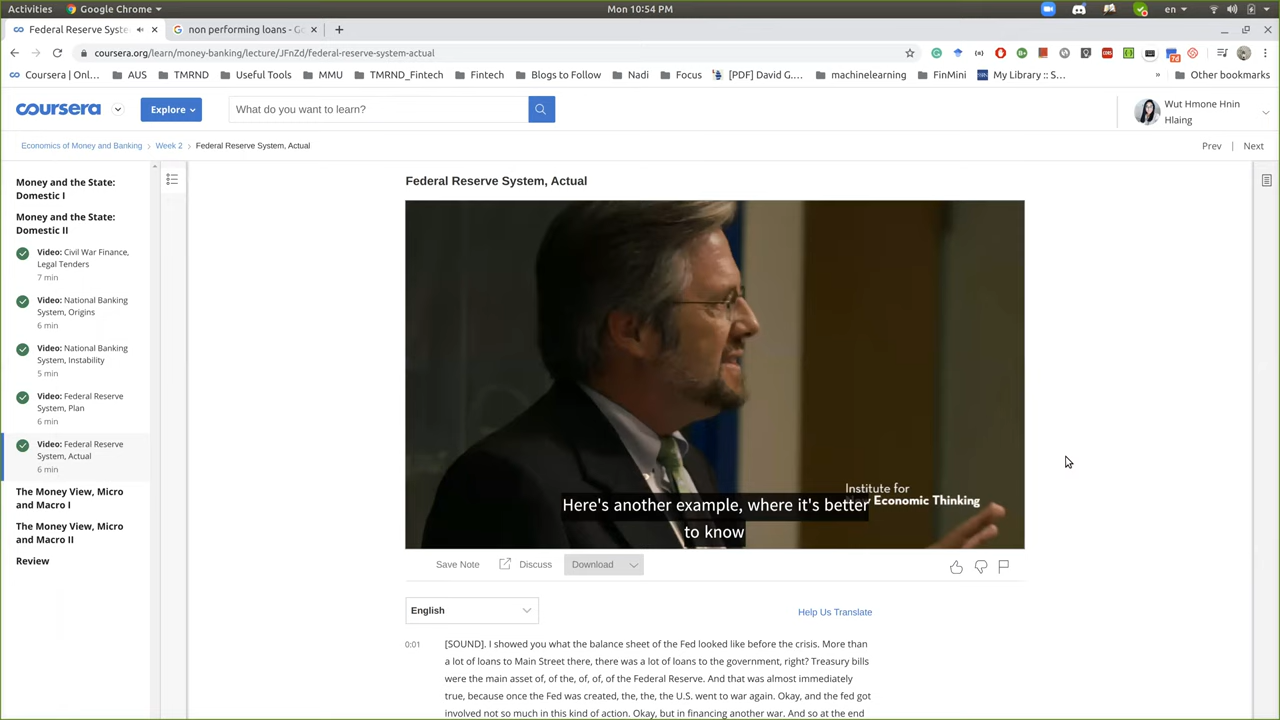 Activities
Google Chrome
Mon 10:54 PM
en
Federal Reserve Syste
non performing loans - Go
coursera.org/learn/money-banking/lecture/JFnZd/federal-reserve-system-actual
7d
Coursera | Onl...
AUS
TMRND
Useful Tools
MMU
TMRND_Fintech
Fintech
Blogs to Follow
Nadi
Focus
[PDF] David G....
machinelearning
FinMini
My Library :: S...
»
Other bookmarks
coursera
Explore
What do you want to learn?
Wut Hmone Hnin
Hlaing
Economics of Money and Banking
Week 2
Federal Reserve System, Actual
Prev
Next
Money and the State:
Domestic I
Money and the State:
Domestic II
Video: Civil War Finance,
Legal Tenders
7 min
Video: National Banking
System, Origins
6 min
Video: National Banking
System, Instability
5 min
Video: Federal Reserve
System, Plan
6 min
Video: Federal Reserve
System, Actual
6 min
The Money View, Micro
and Macro I
The Money View, Micro
and Macro II
Review
Federal Reserve System, Actual
Institute for
Economic Thinking
Here's another example, where it's better
to know
Save Note
Discuss
Download
English
Help Us Translate
0:01
[SOUND]. I showed you what the balance sheet of the Fed looked like before the crisis. More than
a lot of loans to Main Street there, there was a lot of loans to the government, right? Treasury bills
were the main asset of, of the, of, of, of the Federal Reserve. And that was almost immediately
true, because once the Fed was created, the, the, the U.S. went to war again. Okay, and the fed got
involved not so much in this kind of action. Okay, but in financing another war. And so at the end